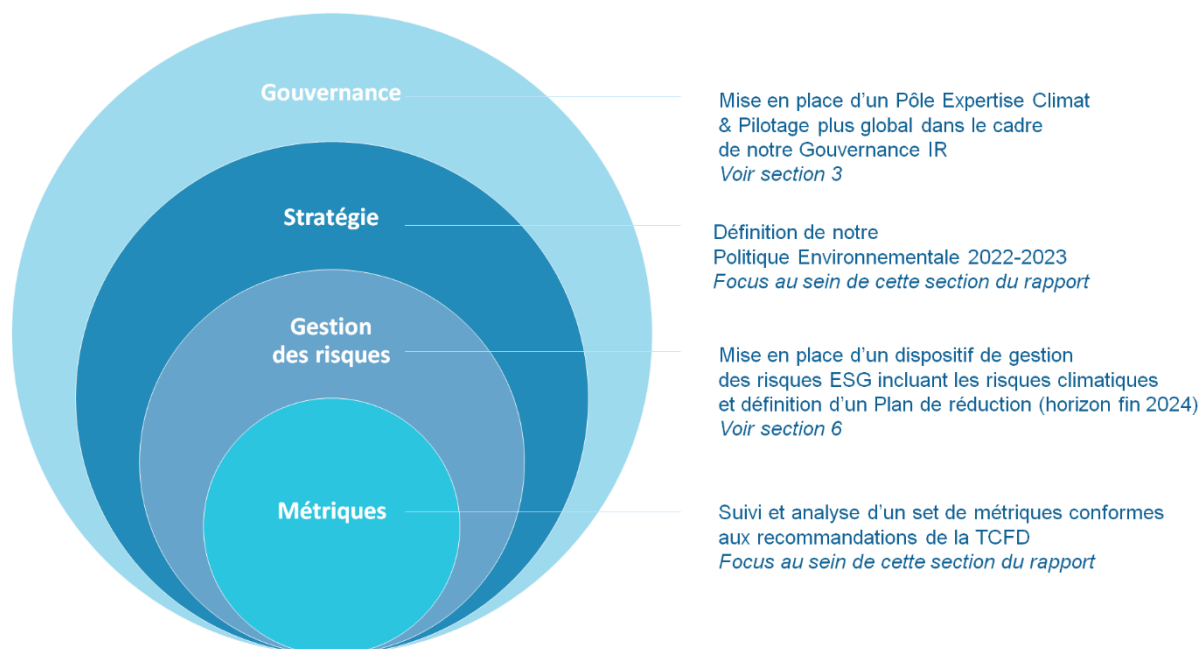 Gouvernance
Mise en place d'un Pôle Expertise Climat
& Pilotage plus global dans le cadre
de notre Gouvernance IR
Voir section 3
Stratégie
Définition de notre
Politique Environnementale 2022-2023
Focus au sein de cette section du rapport
Gestion
des risques
Mise en place d'un dispositif de gestion
des risques ESG incluant les risques climatiques
et définition d'un Plan de réduction (horizon fin 2024)
Voir section 6
Métriques
Suivi et analyse d'un set de métriques conformes
aux recommandations de la TCFD
Focus au sein de cette section du rapport